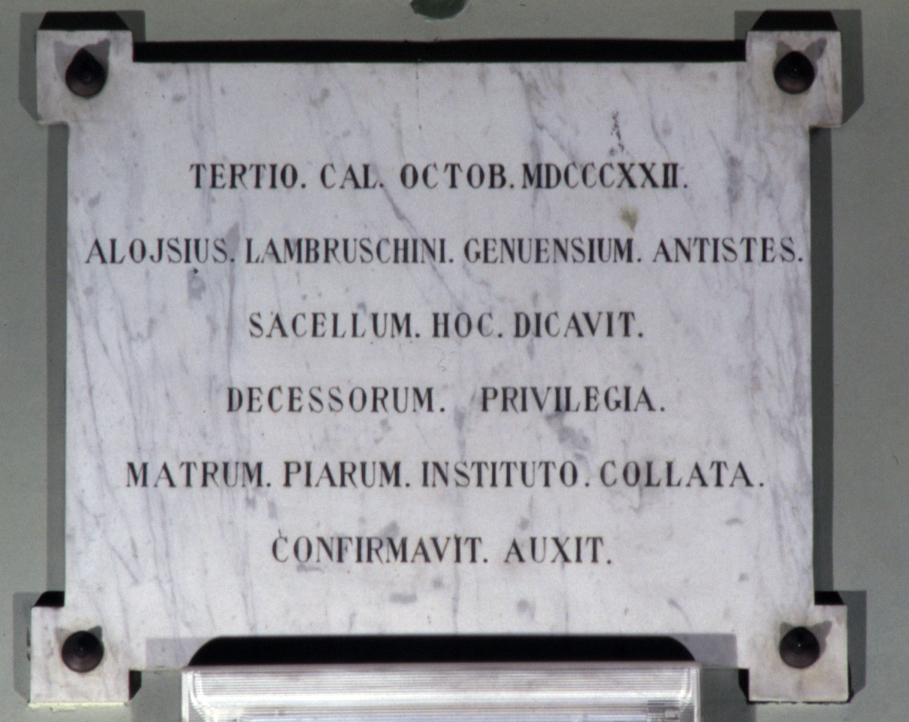 TERTIO. CAL. OCTOB. MDCCCXXII.
ALOJSIUS. LAMBRUSCHINI. GENUENSIUM. ANTISTES.
SACELLUM. HOC. DICAVIT.
DECESSORUM. PRIVILEGIA.
MATRUM. PIARUM. INSTITUTO. COLLATA.
CONFIRMAVIT. AUXIT.